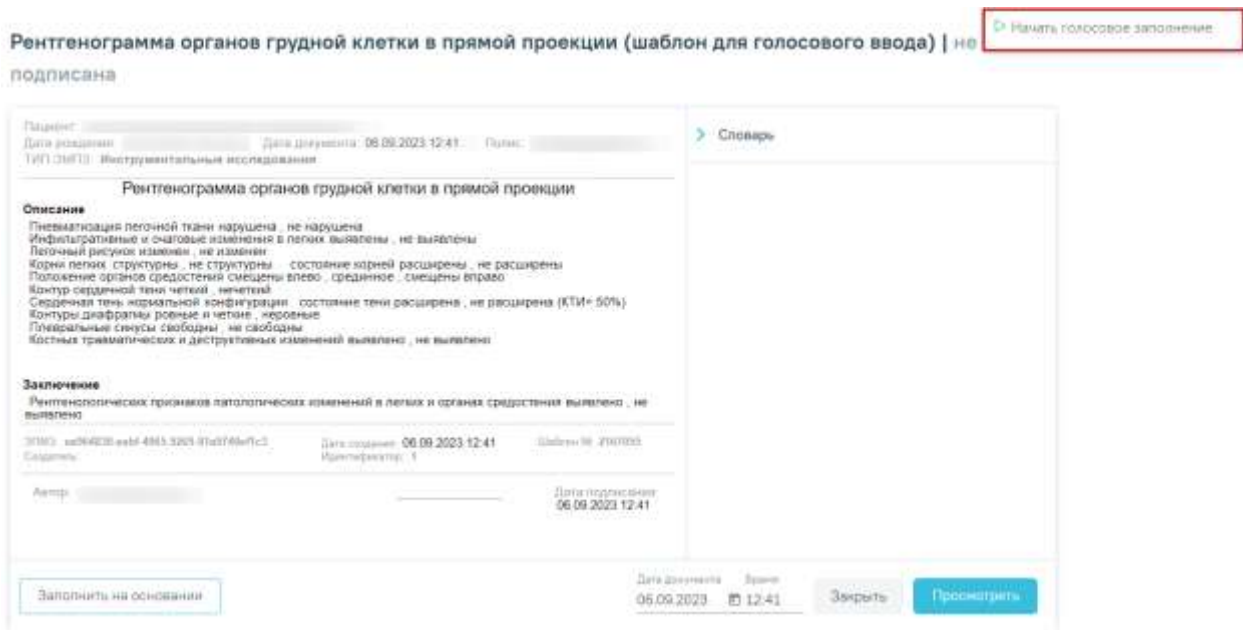 Начать голосовое заполнение
Рентгенограмма органов грудной клетки в прямой проекции (шаблон для голосового ввода) | не
подписана
Пациент:
Дата рождения: Дата документа: 06.09.2023 12:41 Полис:
ТИП ЭМПЗ: Инструментальные исследования
Словарь
Рентгенограмма органов грудной клетки в прямой проекции
Описание
Пневматизация легочной ткани нарушена , не нарушена
Инфильтративные и очаговые изменения в легких выявлены , не выявлены
Легочный рисунок изменен , не изменен
Корни легких структурны , не структурны состояние корней расширены , не расширены
Положение органов средостения смещены влево , срединное , смещены вправо
Контур сердечной тени четкий , нечеткий
Сердечная тень нормальной конфигурации состояние тени расширена , не расширена (КТИ= 50%)
Контуры диафрагмы ровные и четкие , неровные
Плевральные синусы свободны , не свободны
Костных травматических и деструктивных изменений выявлено , не выявлено
Заключение
Рентгенологических признаков патологических изменений в легких и органах средостения выявлено , не
выявлено
Дата создания: 06.09.2023 12:41 Шаблон №
Создатель: Идентификатор: 1
Автор: Дата подписания:
06.09.2023 12:41
Дата документа Время
Заполнить на основании 06.09.2023 12:41 Закрыть Просмотреть